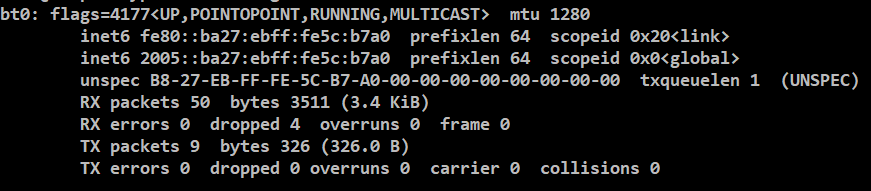 bt0: flags=4177<UP,POINTOPOINT,RUNNING,MULTICAST>  mtu 1280
        inet6 fe80::ba27:ebff:fe5c:b7a0  prefixlen 64  scopeid 0x20<link>
        inet6 2005::ba27:ebff:fe5c:b7a0  prefixlen 64  scopeid 0x0<global>
        unspec B8-27-EB-FF-FE-5C-B7-A0-00-00-00-00-00-00-00-00  txqueuelen 1  (UNSPEC)
        RX packets 50  bytes 3511 (3.4 KiB)
        RX errors 0  dropped 4  overruns 0  frame 0
        TX packets 9  bytes 326 (326.0 B)
        TX errors 0  dropped 0 overruns 0  carrier 0  collisions 0